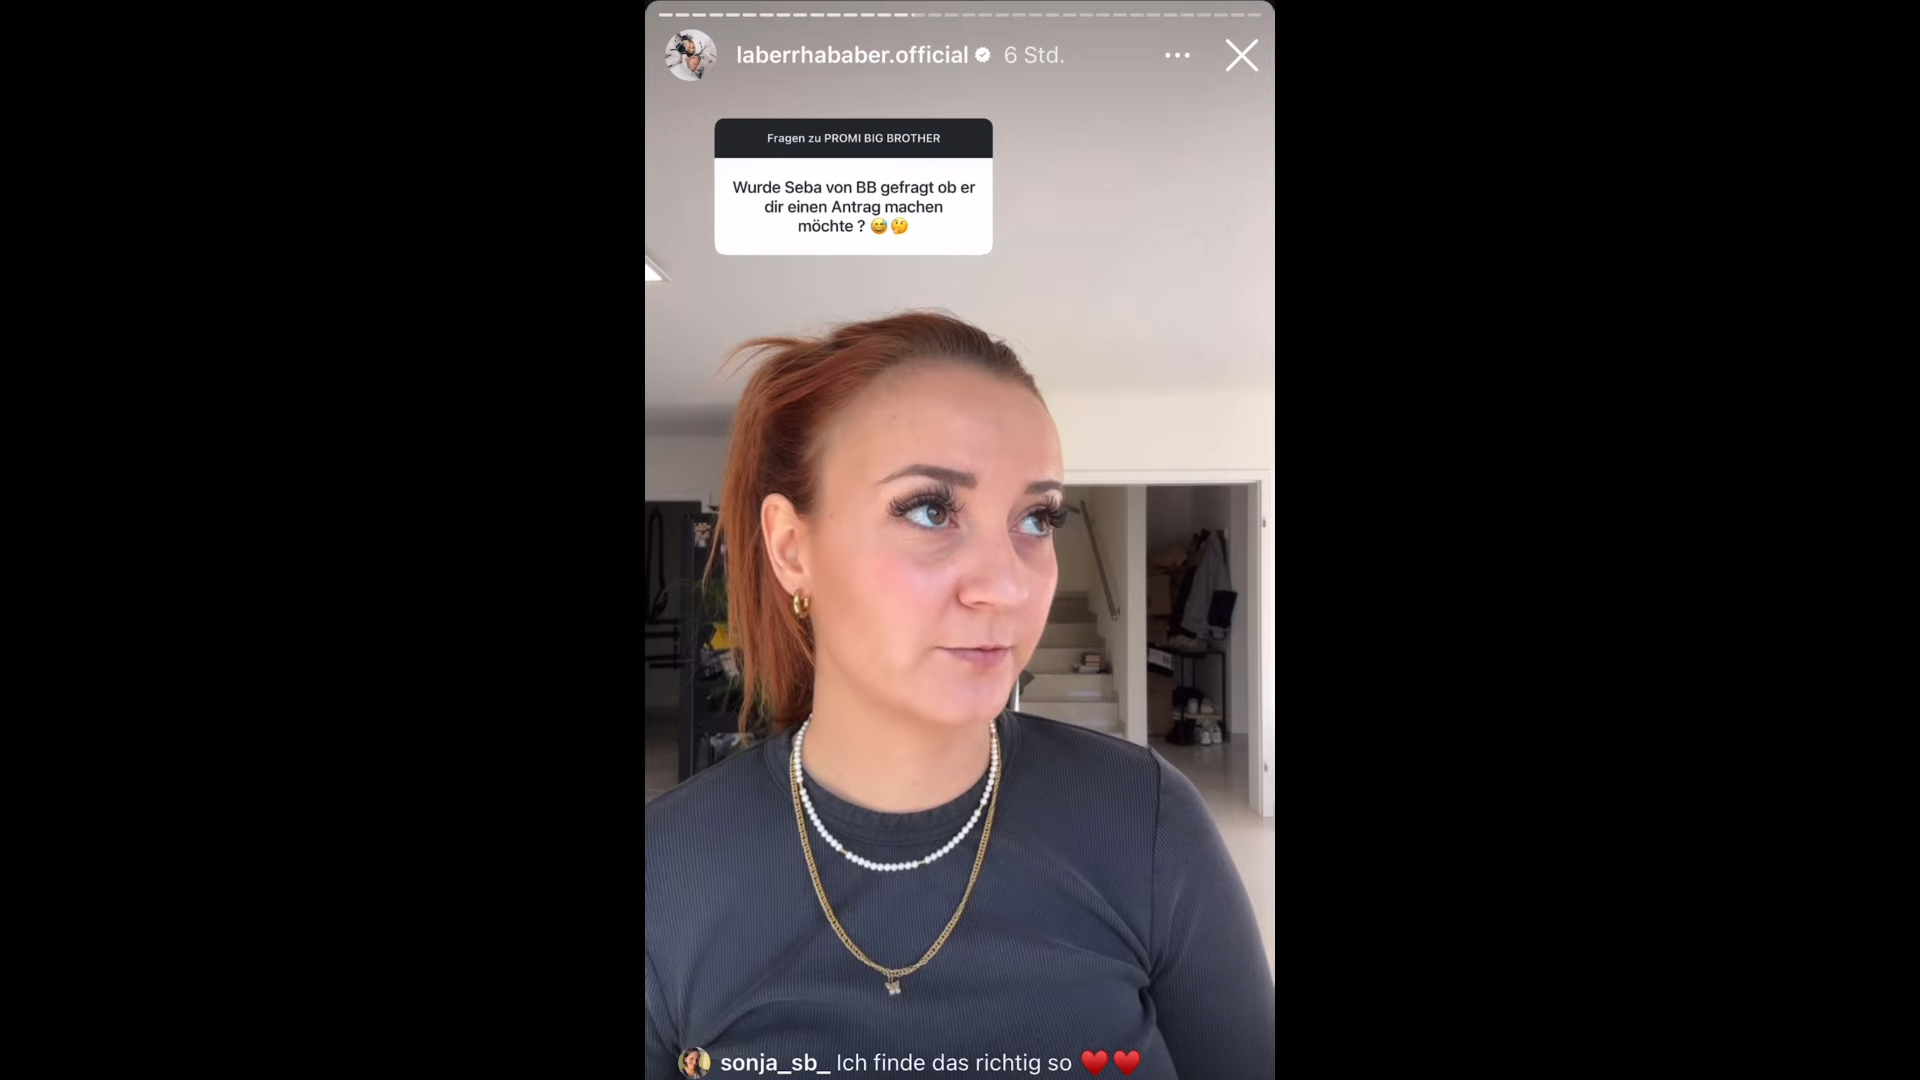 laberrhababer.official 6 Std.
Fragen zu PROMI BIG BROTHER
Wurde Seba von BB gefragt ob er
dir einen Antrag machen
möchte ? 😅🤔
sonja_sb_ Ich finde das richtig so ❤️❤️